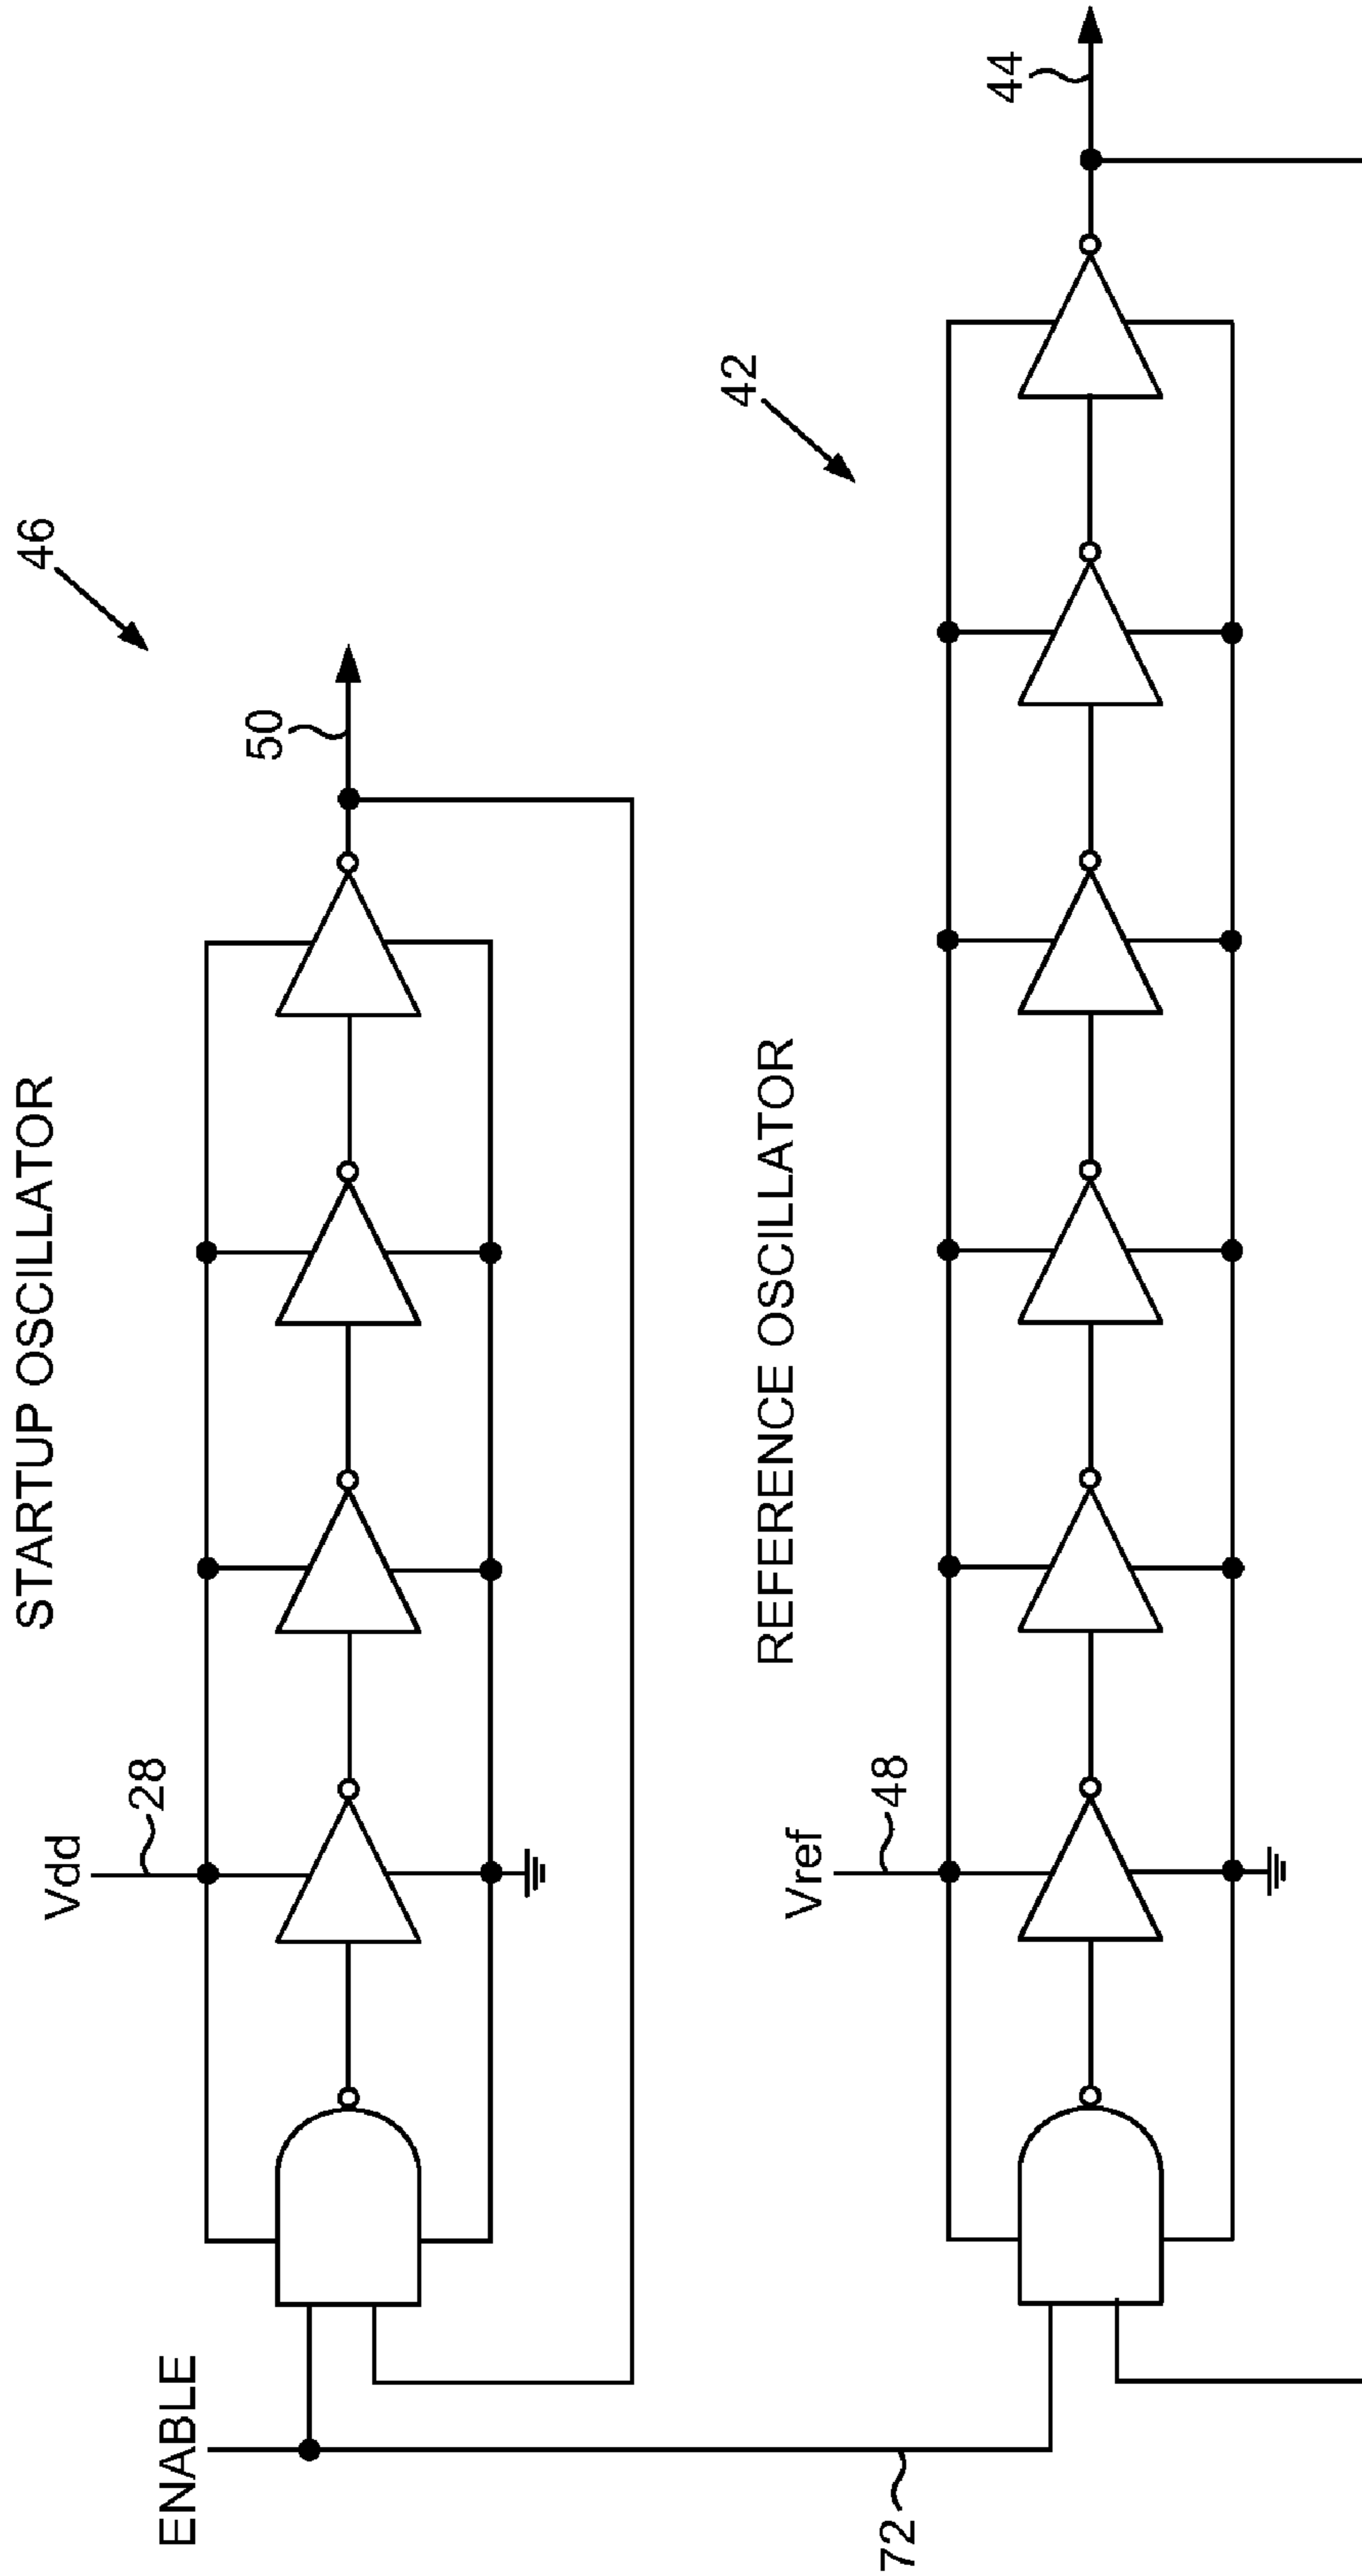 STARTUP OSCILLATOR
46
Vdd
28
50
ENABLE
REFERENCE OSCILLATOR
42
Vref
48
44
72